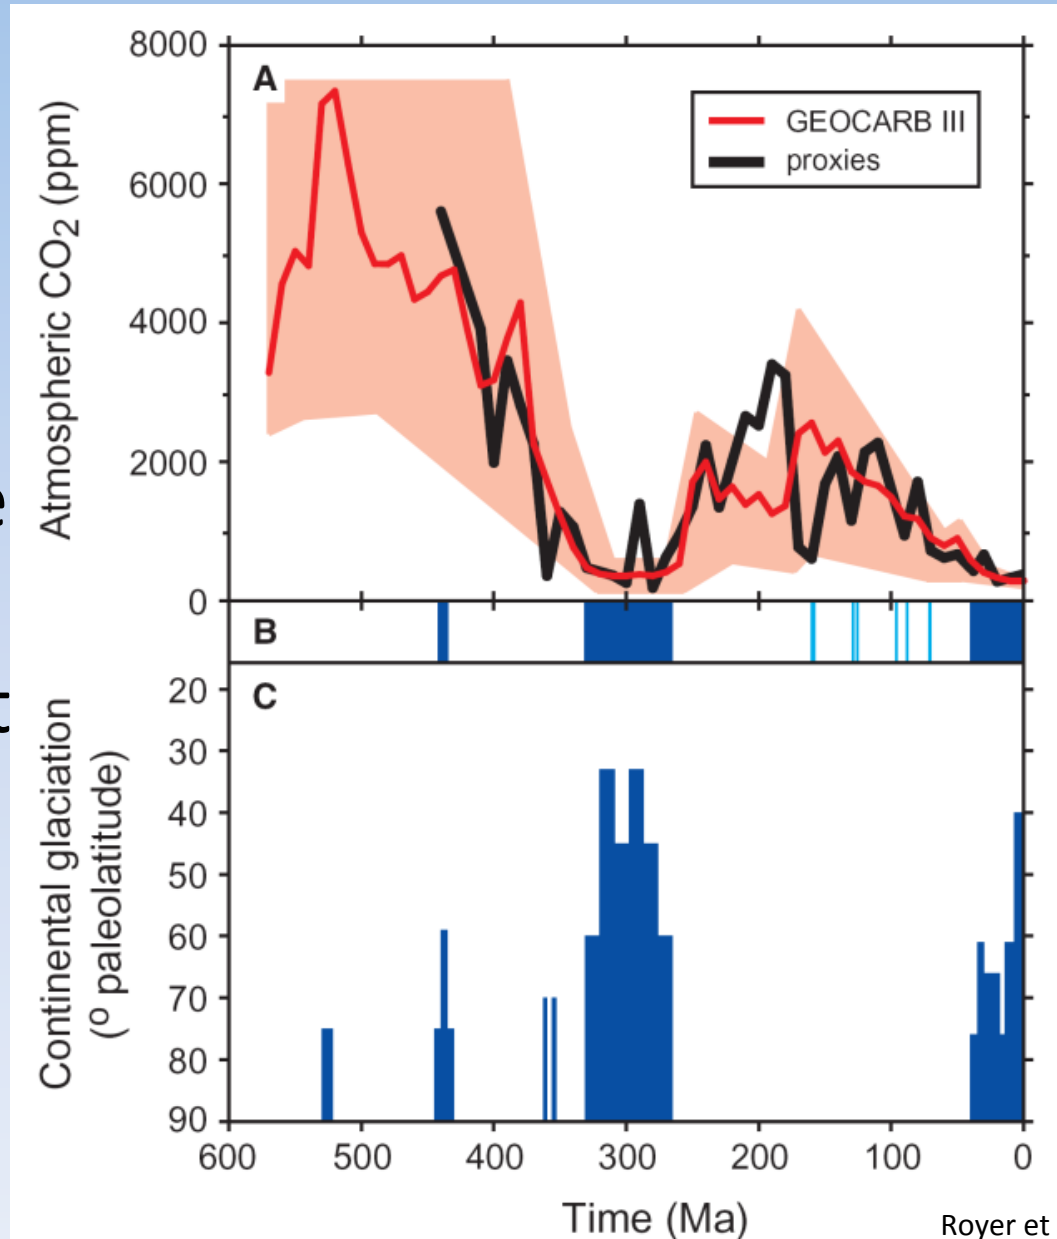 8000
A
GEOCARB III
proxies
6000
4000
2000
0
Atmospheric CO₂ (ppm)
B
C
20
30
40
50
60
70
80
90
Continental glaciation
(º paleolatitude)
600 500 400 300 200 100 0
Time (Ma)
Royer et